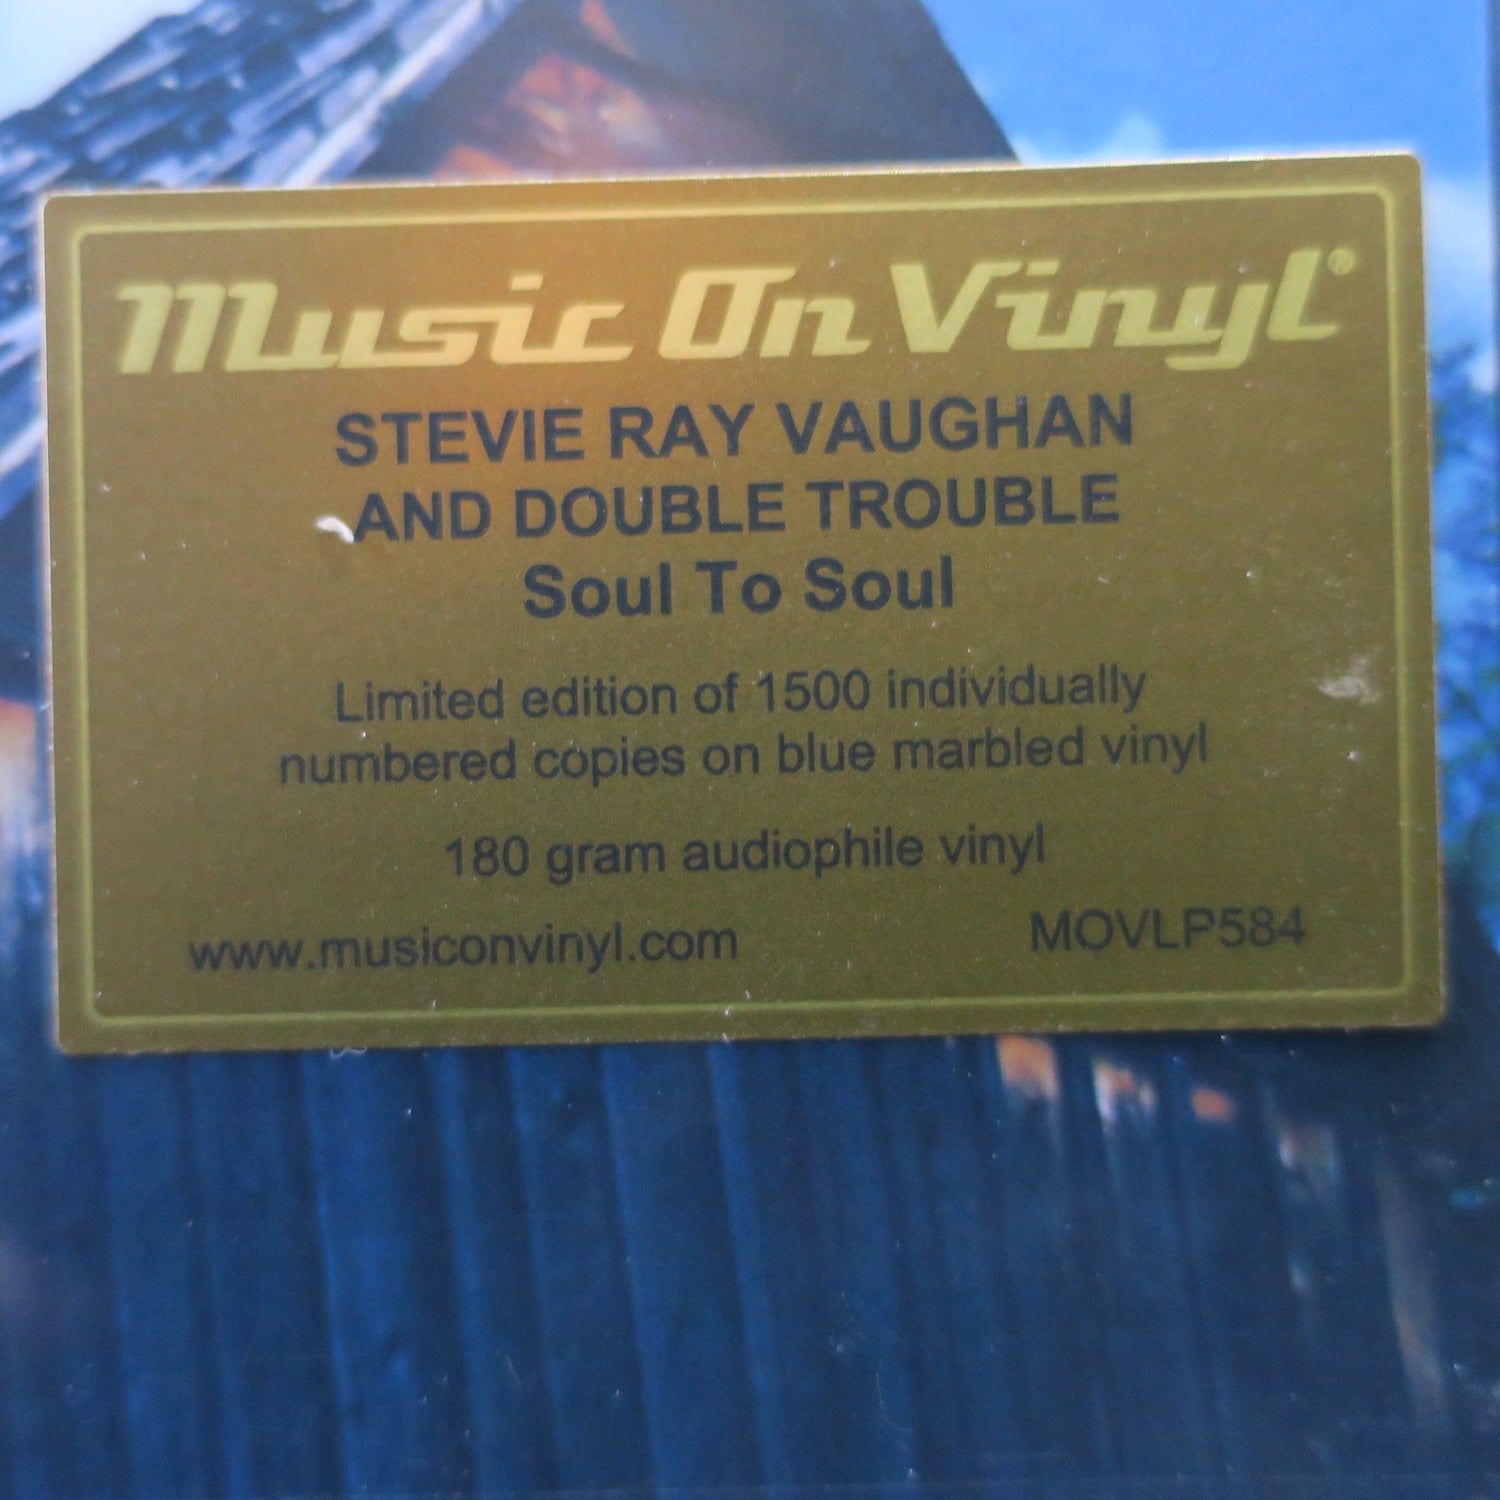 Music On Vinyl®
STEVIE RAY VAUGHAN
AND DOUBLE TROUBLE
Soul To Soul
Limited edition of 1500 individually
numbered copies on blue marbled vinyl
180 gram audiophile vinyl
www.musiconvinyl.com MOVLP584